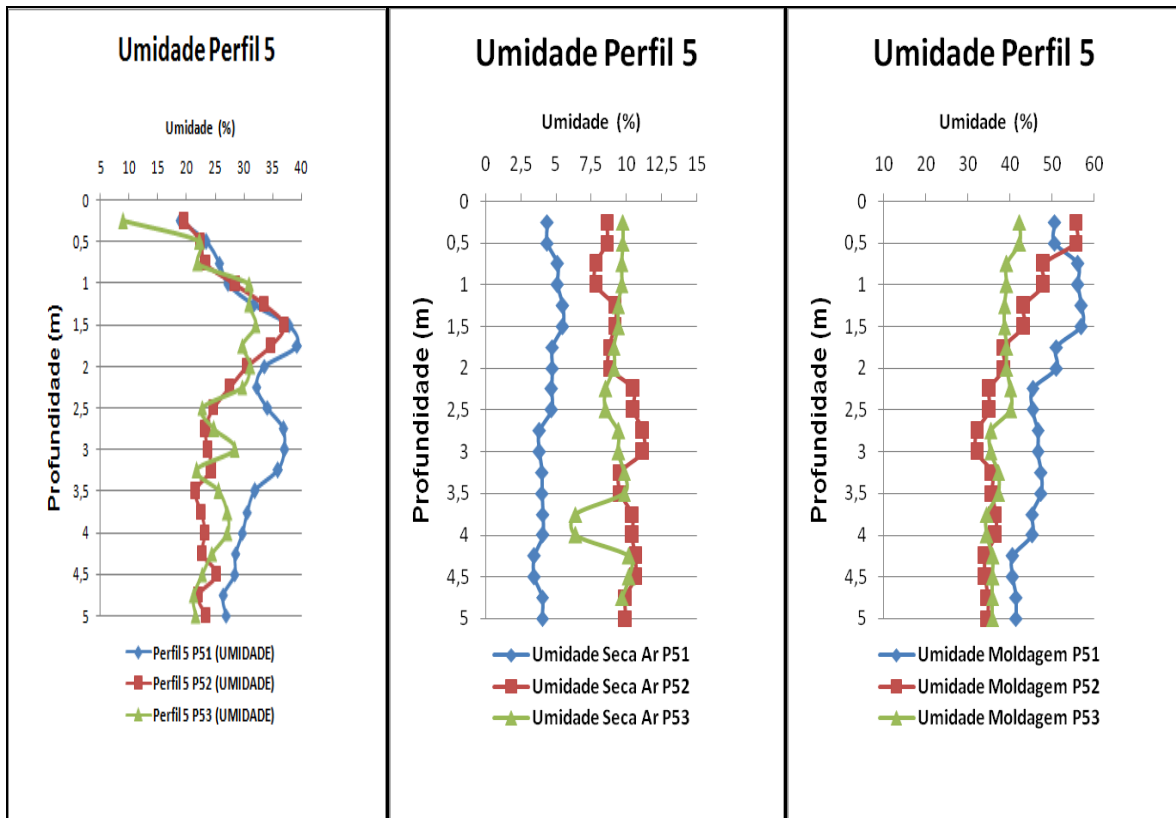 Umidade Perfil 5
Umidade (%)
5 10 15 20 25 30 35 40
0
0,5
1
1,5
2
2,5
3
3,5
4
4,5
5
Profundidade (m)
Perfil 5 P51 (UMIDADE)
Perfil 5 P52 (UMIDADE)
Perfil 5 P53 (UMIDADE)
Umidade Perfil 5
Umidade (%)
0 2,5 5 7,5 10 12,5 15
0
0,5
1
1,5
2
2,5
3
3,5
4
4,5
5
Profundidade (m)
Umidade Seca Ar P51
Umidade Seca Ar P52
Umidade Seca Ar P53
Umidade Perfil 5
Umidade (%)
10 20 30 40 50 60
0
0,5
1
1,5
2
2,5
3
3,5
4
4,5
5
Profundidade (m)
Umidade Moldagem P51
Umidade Moldagem P52
Umidade Moldagem P53